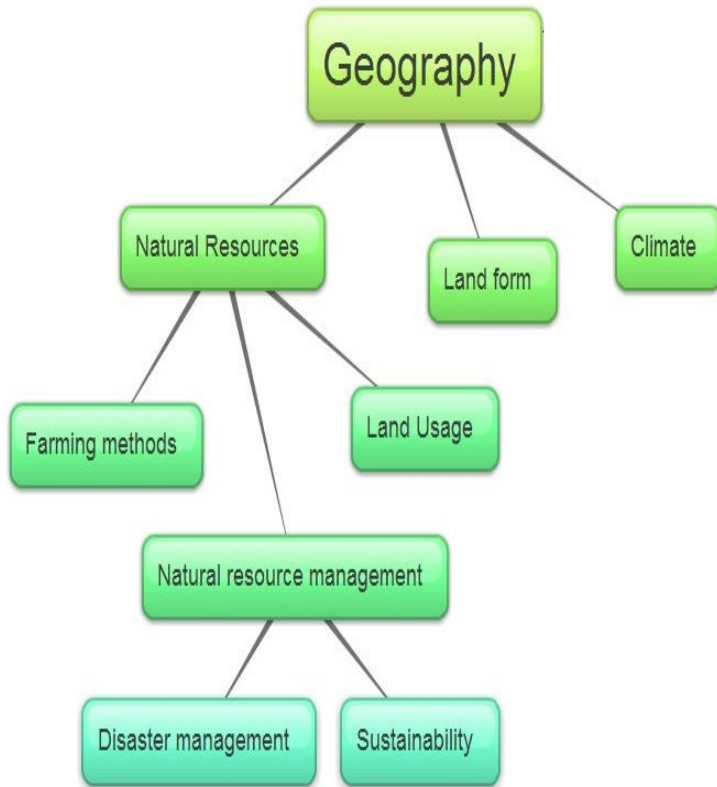 Geography
Natural Resources
Land form
Climate
Farming methods
Land Usage
Natural resource management
Disaster management
Sustainability